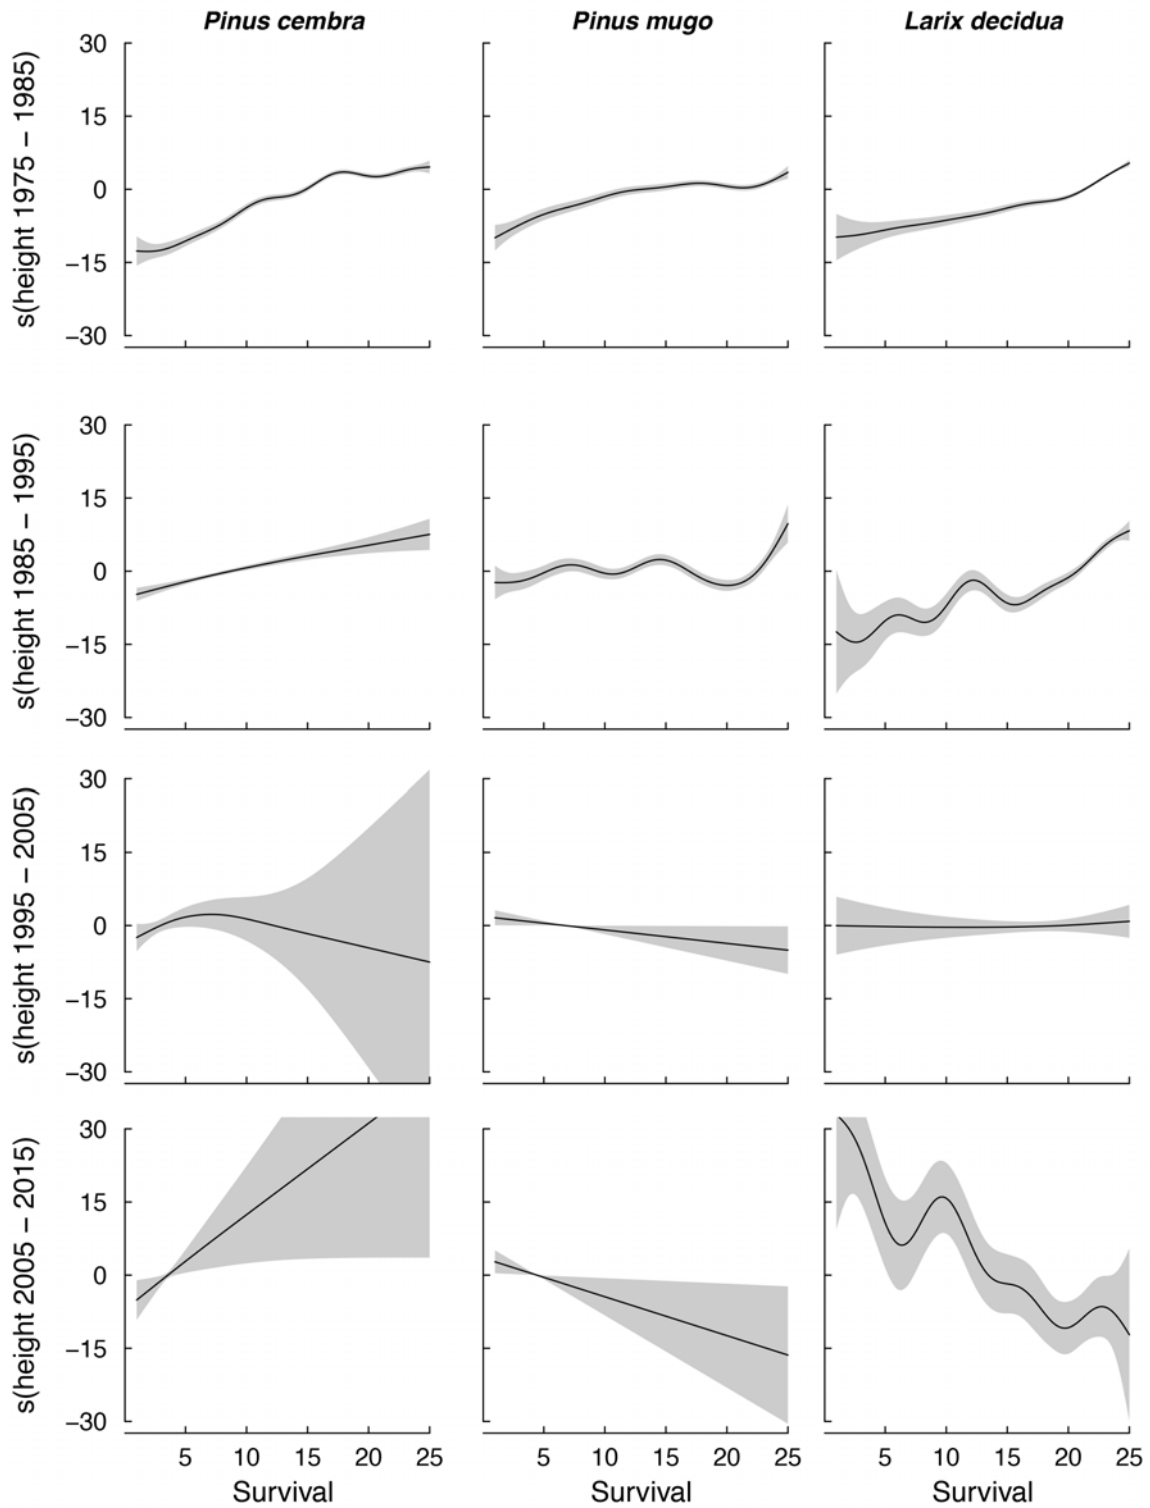 Pinus cembra Pinus mugo Larix decidua
s(height 1975 – 1985)
30
15
0
−15
−30
s(height 1985 – 1995)
30
15
0
−15
−30
s(height 1995 – 2005)
30
15
0
−15
−30
s(height 2005 – 2015)
30
15
0
−15
−30
5 10 15 20 25 5 10 15 20 25 5 10 15 20 25
Survival Survival Survival